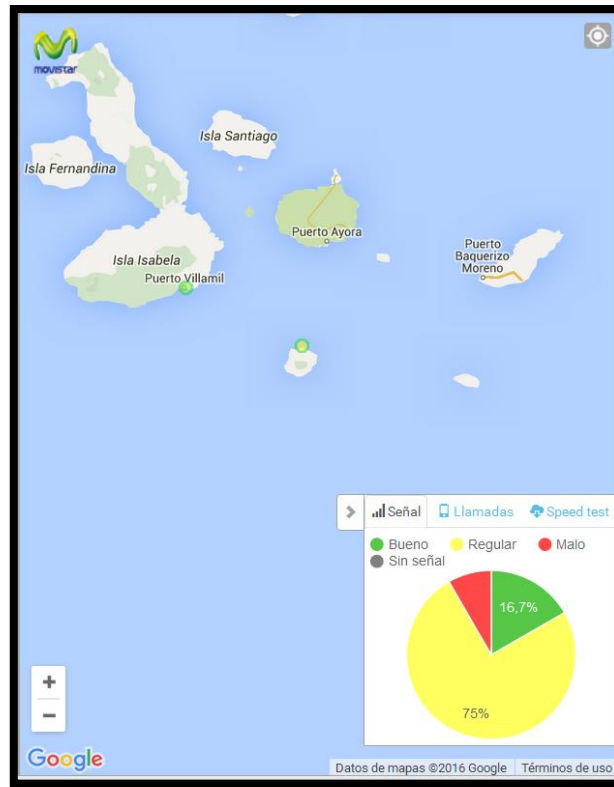 movistar
Isla Santiago
Isla Fernandina
Puerto Ayora
Puerto
Baquerizo
Moreno
Isla Isabela
Puerto Villamil
Señal
Llamadas
Speed test
Bueno
Regular
Malo
Sin señal
16,7%
75%
+
−
Google
Datos de mapas ©2016 Google
Términos de uso